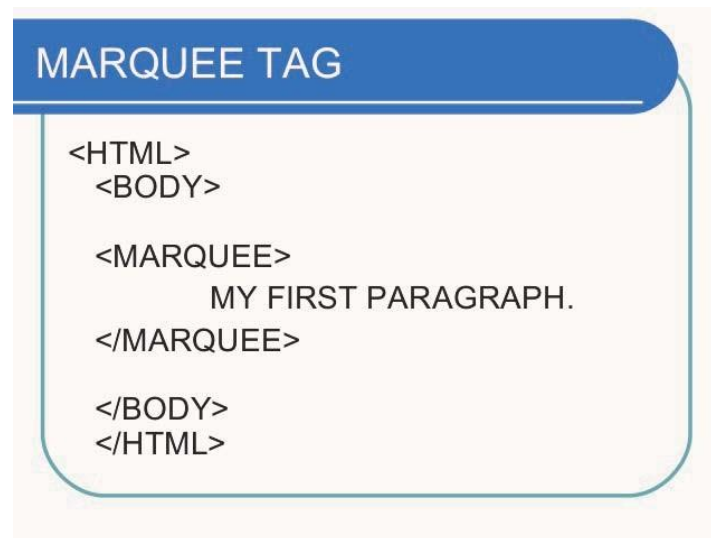 MARQUEE TAG
<HTML>
<BODY>
<MARQUEE>
MY FIRST PARAGRAPH.
</MARQUEE>
</BODY>
</HTML>